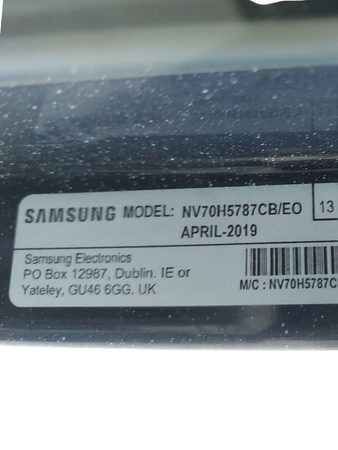 SAMSUNG MODEL: NV70H5787CB/EO 13
APRIL-2019
Samsung Electronics
PO Box 12987, Dublin. IE or
Yateley, GU46 6GG. UK
M/C : NV70H5787C